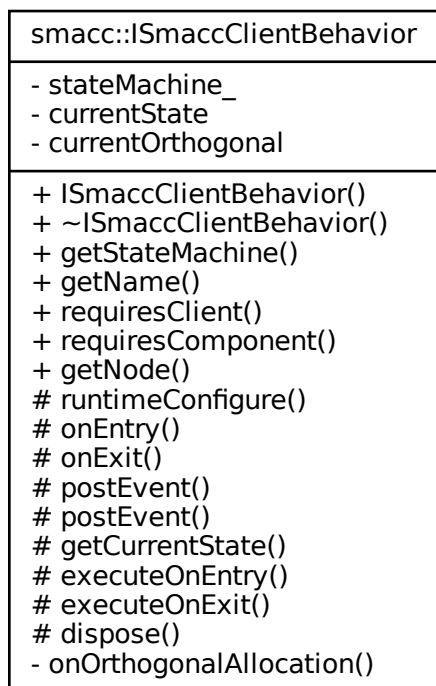 smacc::ISmaccClientBehavior
- stateMachine_
- currentState
- currentOrthogonal
+ ISmaccClientBehavior()
+ ~ISmaccClientBehavior()
+ getStateMachine()
+ getName()
+ requiresClient()
+ requiresComponent()
+ getNode()
# runtimeConfigure()
# onEntry()
# onExit()
# postEvent()
# postEvent()
# getCurrentState()
# executeOnEntry()
# executeOnExit()
# dispose()
- onOrthogonalAllocation()